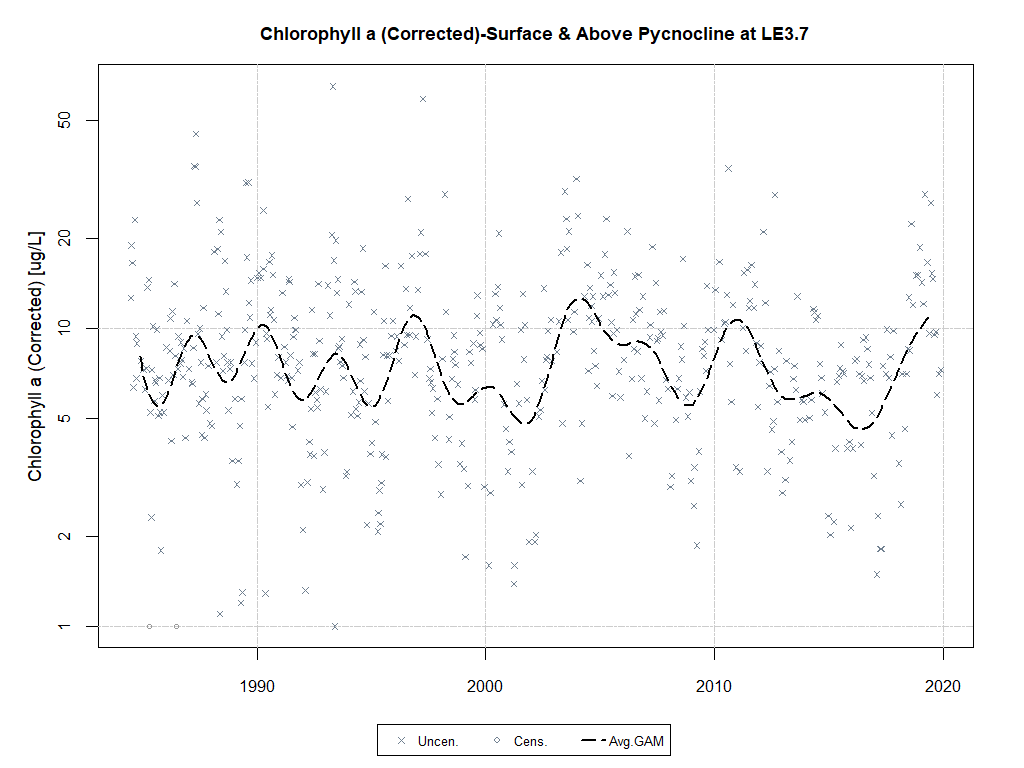 Chlorophyll a (Corrected)-Surface & Above Pycnocline at LE3.7
Chlorophyll a (Corrected) [ug/L]
50
20
10
5
2
1
1990 2000 2010 2020
Uncen. Cens. Avg.GAM